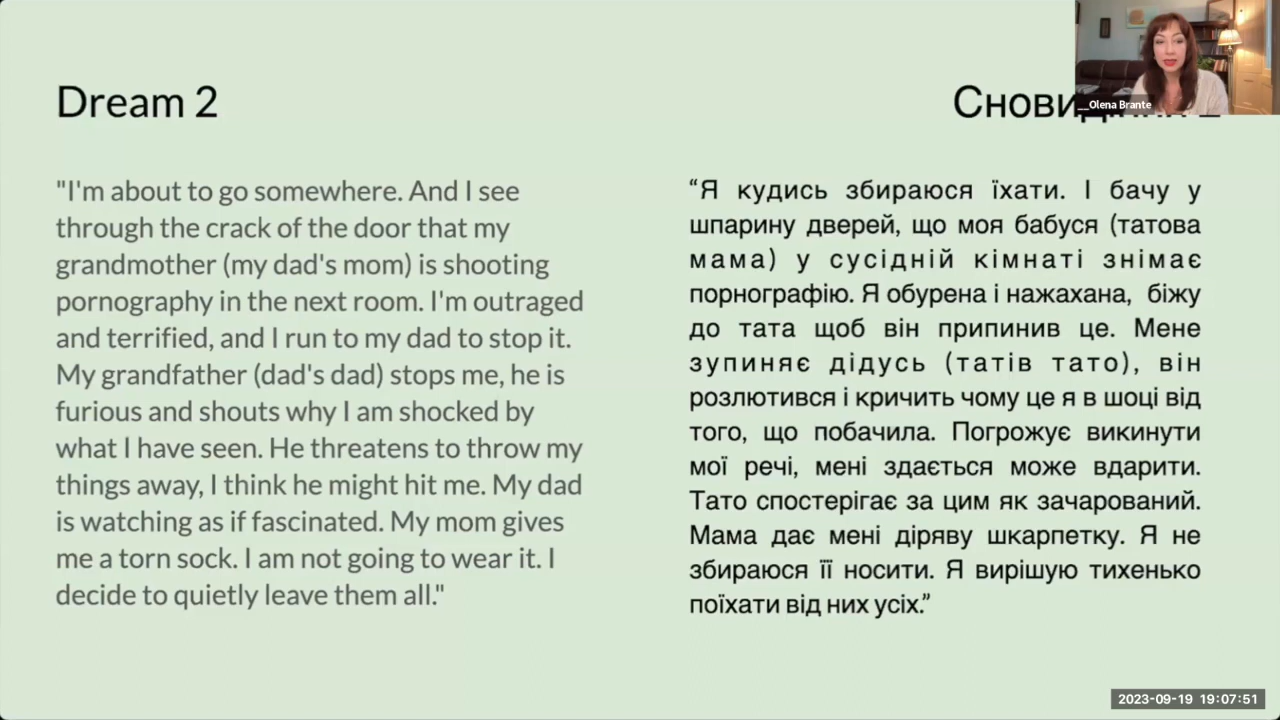 Dream 2
"I'm about to go somewhere. And I see
through the crack of the door that my
grandmother (my dad's mom) is shooting
pornography in the next room. I'm outraged
and terrified, and I run to my dad to stop it.
My grandfather (dad's dad) stops me, he is
furious and shouts why I am shocked by
what I have seen. He threatens to throw my
things away, I think he might hit me. My dad
is watching as if fascinated. My mom gives
me a torn sock. I am not going to wear it. I
decide to quietly leave them all."
“Я кудись збираюся їхати. І бачу у
шпарину дверей, що моя бабуся (татова
мама) у сусідній кімнаті знімає
порнографію. Я обурена і нажахана, біжу
до тата щоб він припинив це. Мене
зупиняє дідусь (татів тато), він
розлютився і кричить чому це я в шоці від
того, що побачила. Погрожує викинути
мої речі, мені здається може вдарити.
Тато спостерігає за цим як зачарований.
Мама дає мені діряву шкарпетку. Я не
збираюся її носити. Я вирішую тихенько
поїхати від них усіх.”
__Olena Brante
2023-09-19 19:07:51